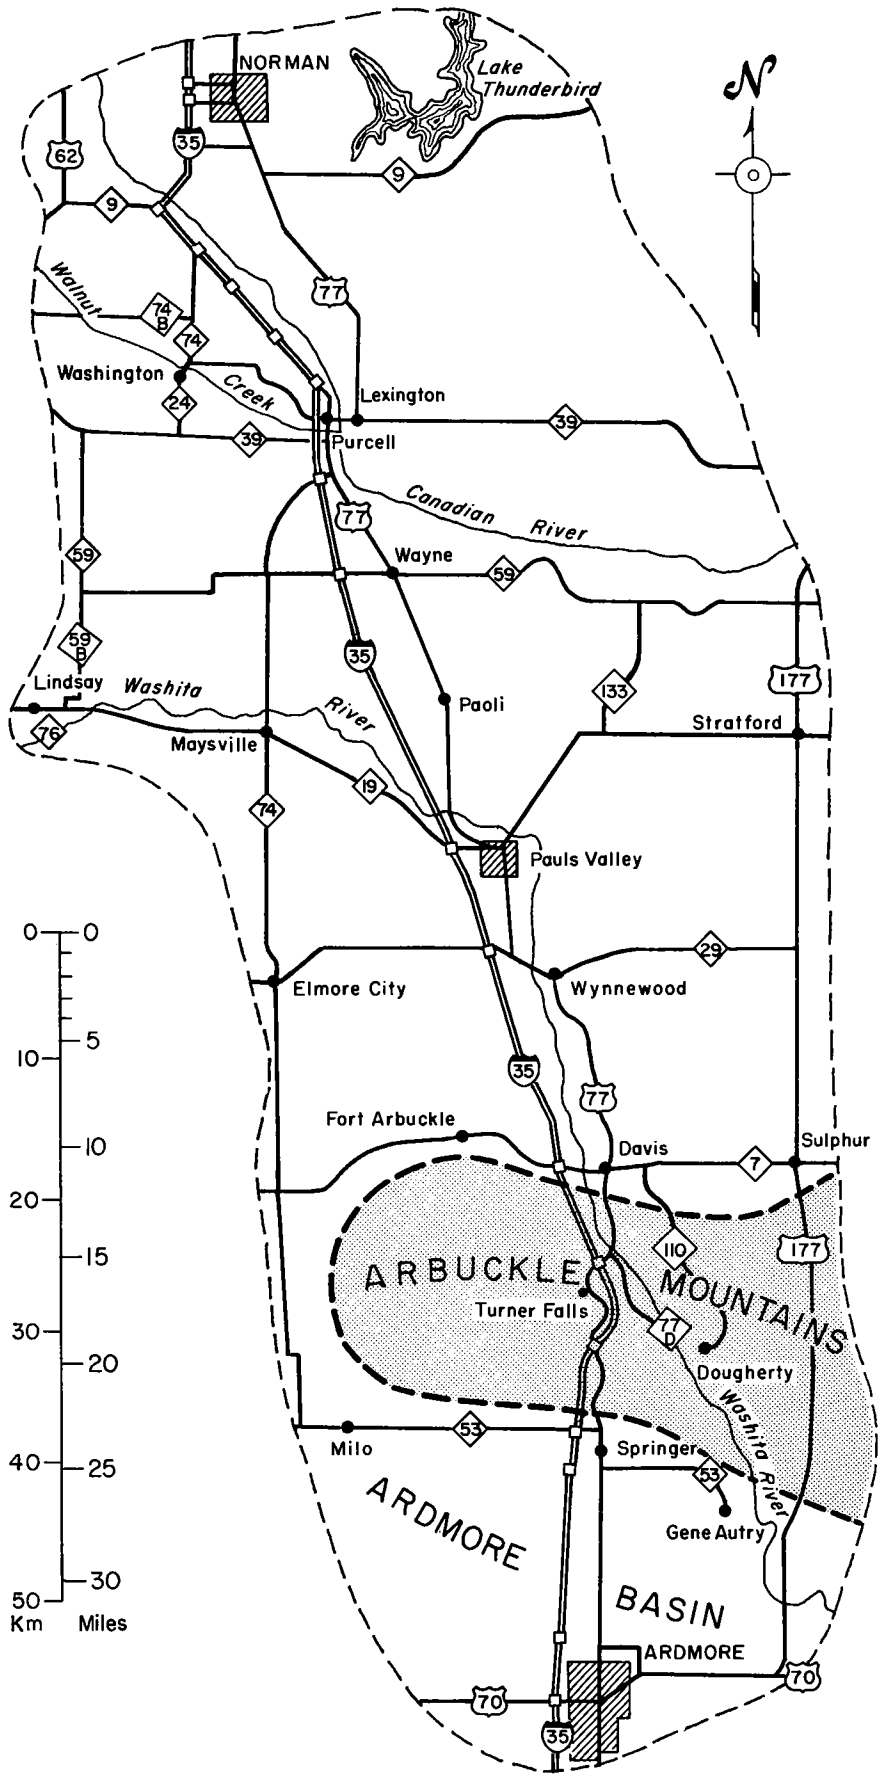 NORMAN
Lake
Thunderbird
N
62
35
9
9
Walnut
77
74
B
74
Washington
24
Creek
Lexington
39
39
Purcell
Canadian River
77
59
Wayne
59
59
B
35
Lindsay
Washita
River
Paoli
133
177
76
Maysville
Stratford
19
74
Pauls Valley
0 0
29
Elmore City
Wynnewood
5
10
35
77
Fort Arbuckle
10
Davis
7
Sulphur
20
110
177
15
ARBUCKLE
MOUNTAINS
Turner Falls
77
D
30
20
Dougherty
Washita River
53
Milo
Springer
40
25
53
ARDMORE
Gene Autry
30
50
Km Miles
BASIN
ARDMORE
70
70
35